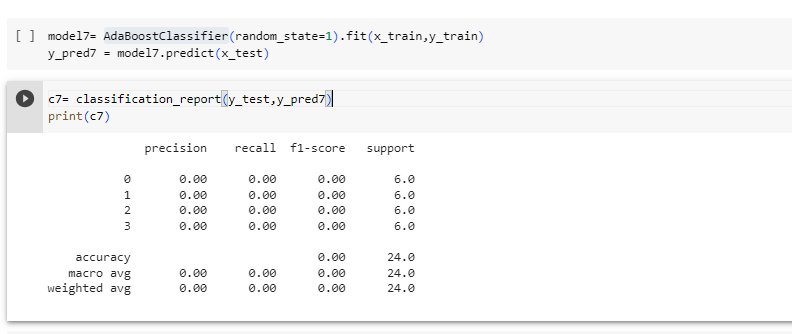 [ ] model7= AdaBoostClassifier(random_state=1).fit(x_train,y_train)
y_pred7 = model7.predict(x_test)
c7= classification_report(y_test,y_pred7)
print(c7)
precision recall f1-score support
0 0.00 0.00 0.00 6.0
1 0.00 0.00 0.00 6.0
2 0.00 0.00 0.00 6.0
3 0.00 0.00 0.00 6.0
accuracy 0.00 24.0
macro avg 0.00 0.00 0.00 24.0
weighted avg 0.00 0.00 0.00 24.0